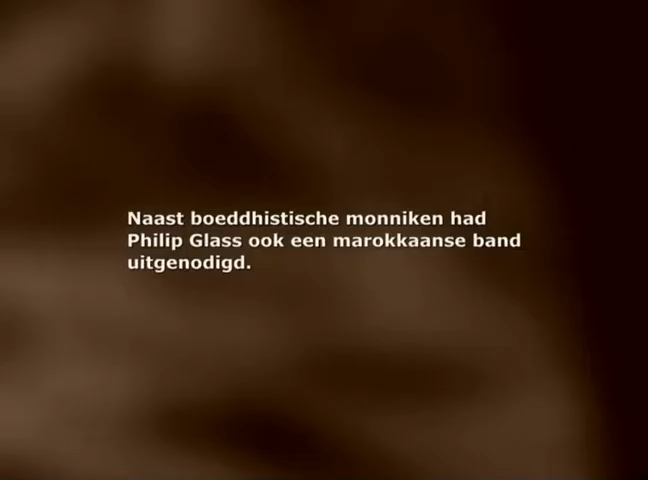 Naast boeddhistische monniken had
Philip Glass ook een marokkaanse band
uitgenodigd.